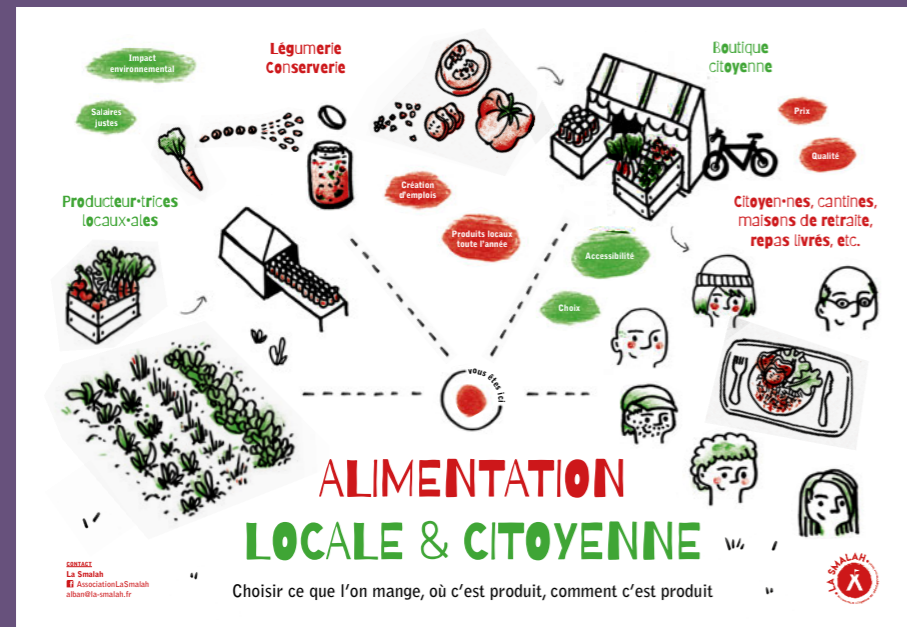 Impact
environnemental
Salaires
justes
Légumerie
Conserverie
Boutique
citoyenne
Prix
Qualité
Producteur·trices
locaux·ales
Création
d'emplois
Produits locaux
toute l'année
Accessibilité
Choix
Citoyen·nes, cantines,
maisons de retraite,
repas livrés, etc.
vous êtes ici
ALIMENTATION
LOCALE & CITOYENNE
Choisir ce que l'on mange, où c'est produit, comment c'est produit
CONTACT
La Smalah
AssociationLaSmalah
alban@la-smalah.fr
LA SMALAH